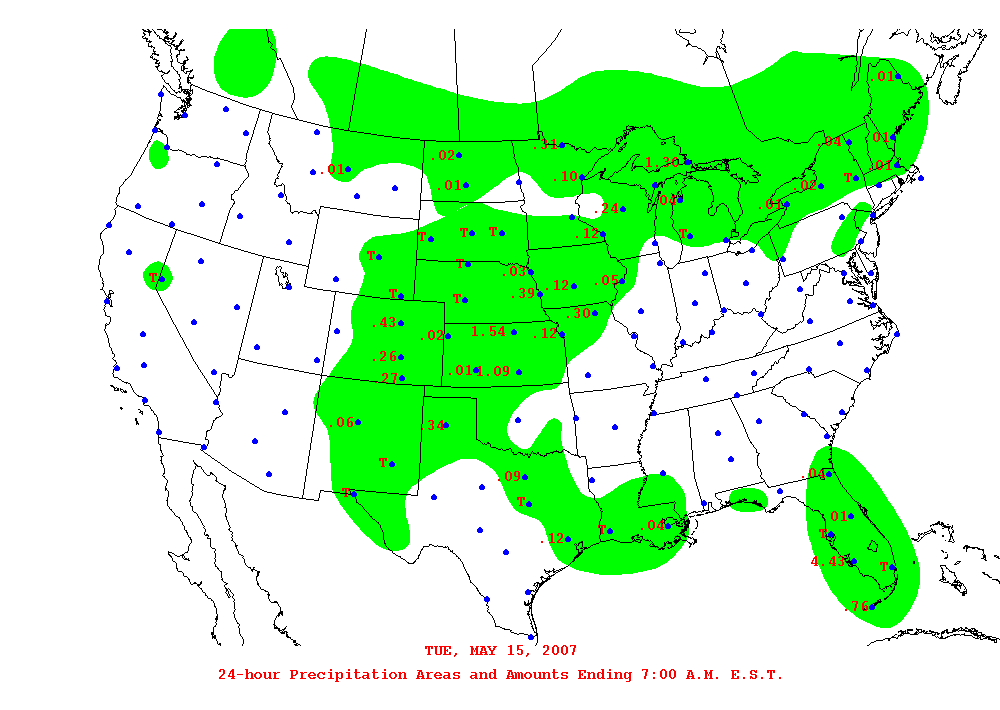 .01
.31
.04
.01
.02
1.30
.01
.01
.10
T
.01
.02
.04
.24
.01
T
T
T
.12
T
T
T
.03
T
.05
.12
T
.39
T
.30
.43
.02
1.54
.12
.26
.01
1.09
.27
.06
.34
T
.09
.04
T
T
.01
.04
T
T
.12
4.43
T
.76
TUE, MAY 15, 2007
24-hour Precipitation Areas and Amounts Ending 7:00 A.M. E.S.T.